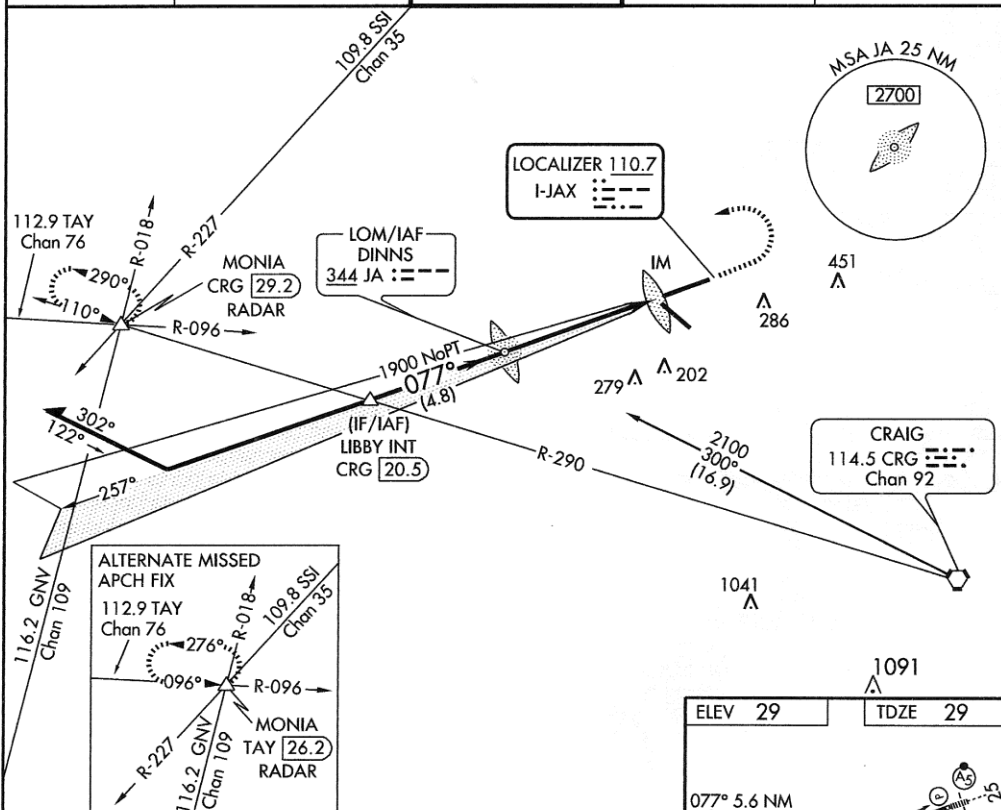 109.8 SSI
Chan 35
MSA JA 25 NM
2700
LOCALIZER 110.7
I-JAX
112.9 TAY
Chan 76
R-018
R-227
LOM/IAF
DINNS
344 JA
MONIA
CRG 29.2
RADAR
IM
451
290°
110°
R-096
286
1900 NoPT
077°
(4.8)
279
202
302°
122°
(IF/IAF)
LIBBY INT
CRG 20.5
R-290
2100
300°
(16.9)
CRAIG
114.5 CRG
Chan 92
257°
116.2 GNV
Chan 109
ALTERNATE MISSED
APCH FIX
112.9 TAY
Chan 76
R-018
109.8 SSI
Chan 35
276°
096°
R-096
R-227
116.2 GNV
Chan 109
MONIA
TAY 26.2
RADAR
1041
1091
ELEV 29
TDZE 29
077° 5.6 NM
P
A5
25